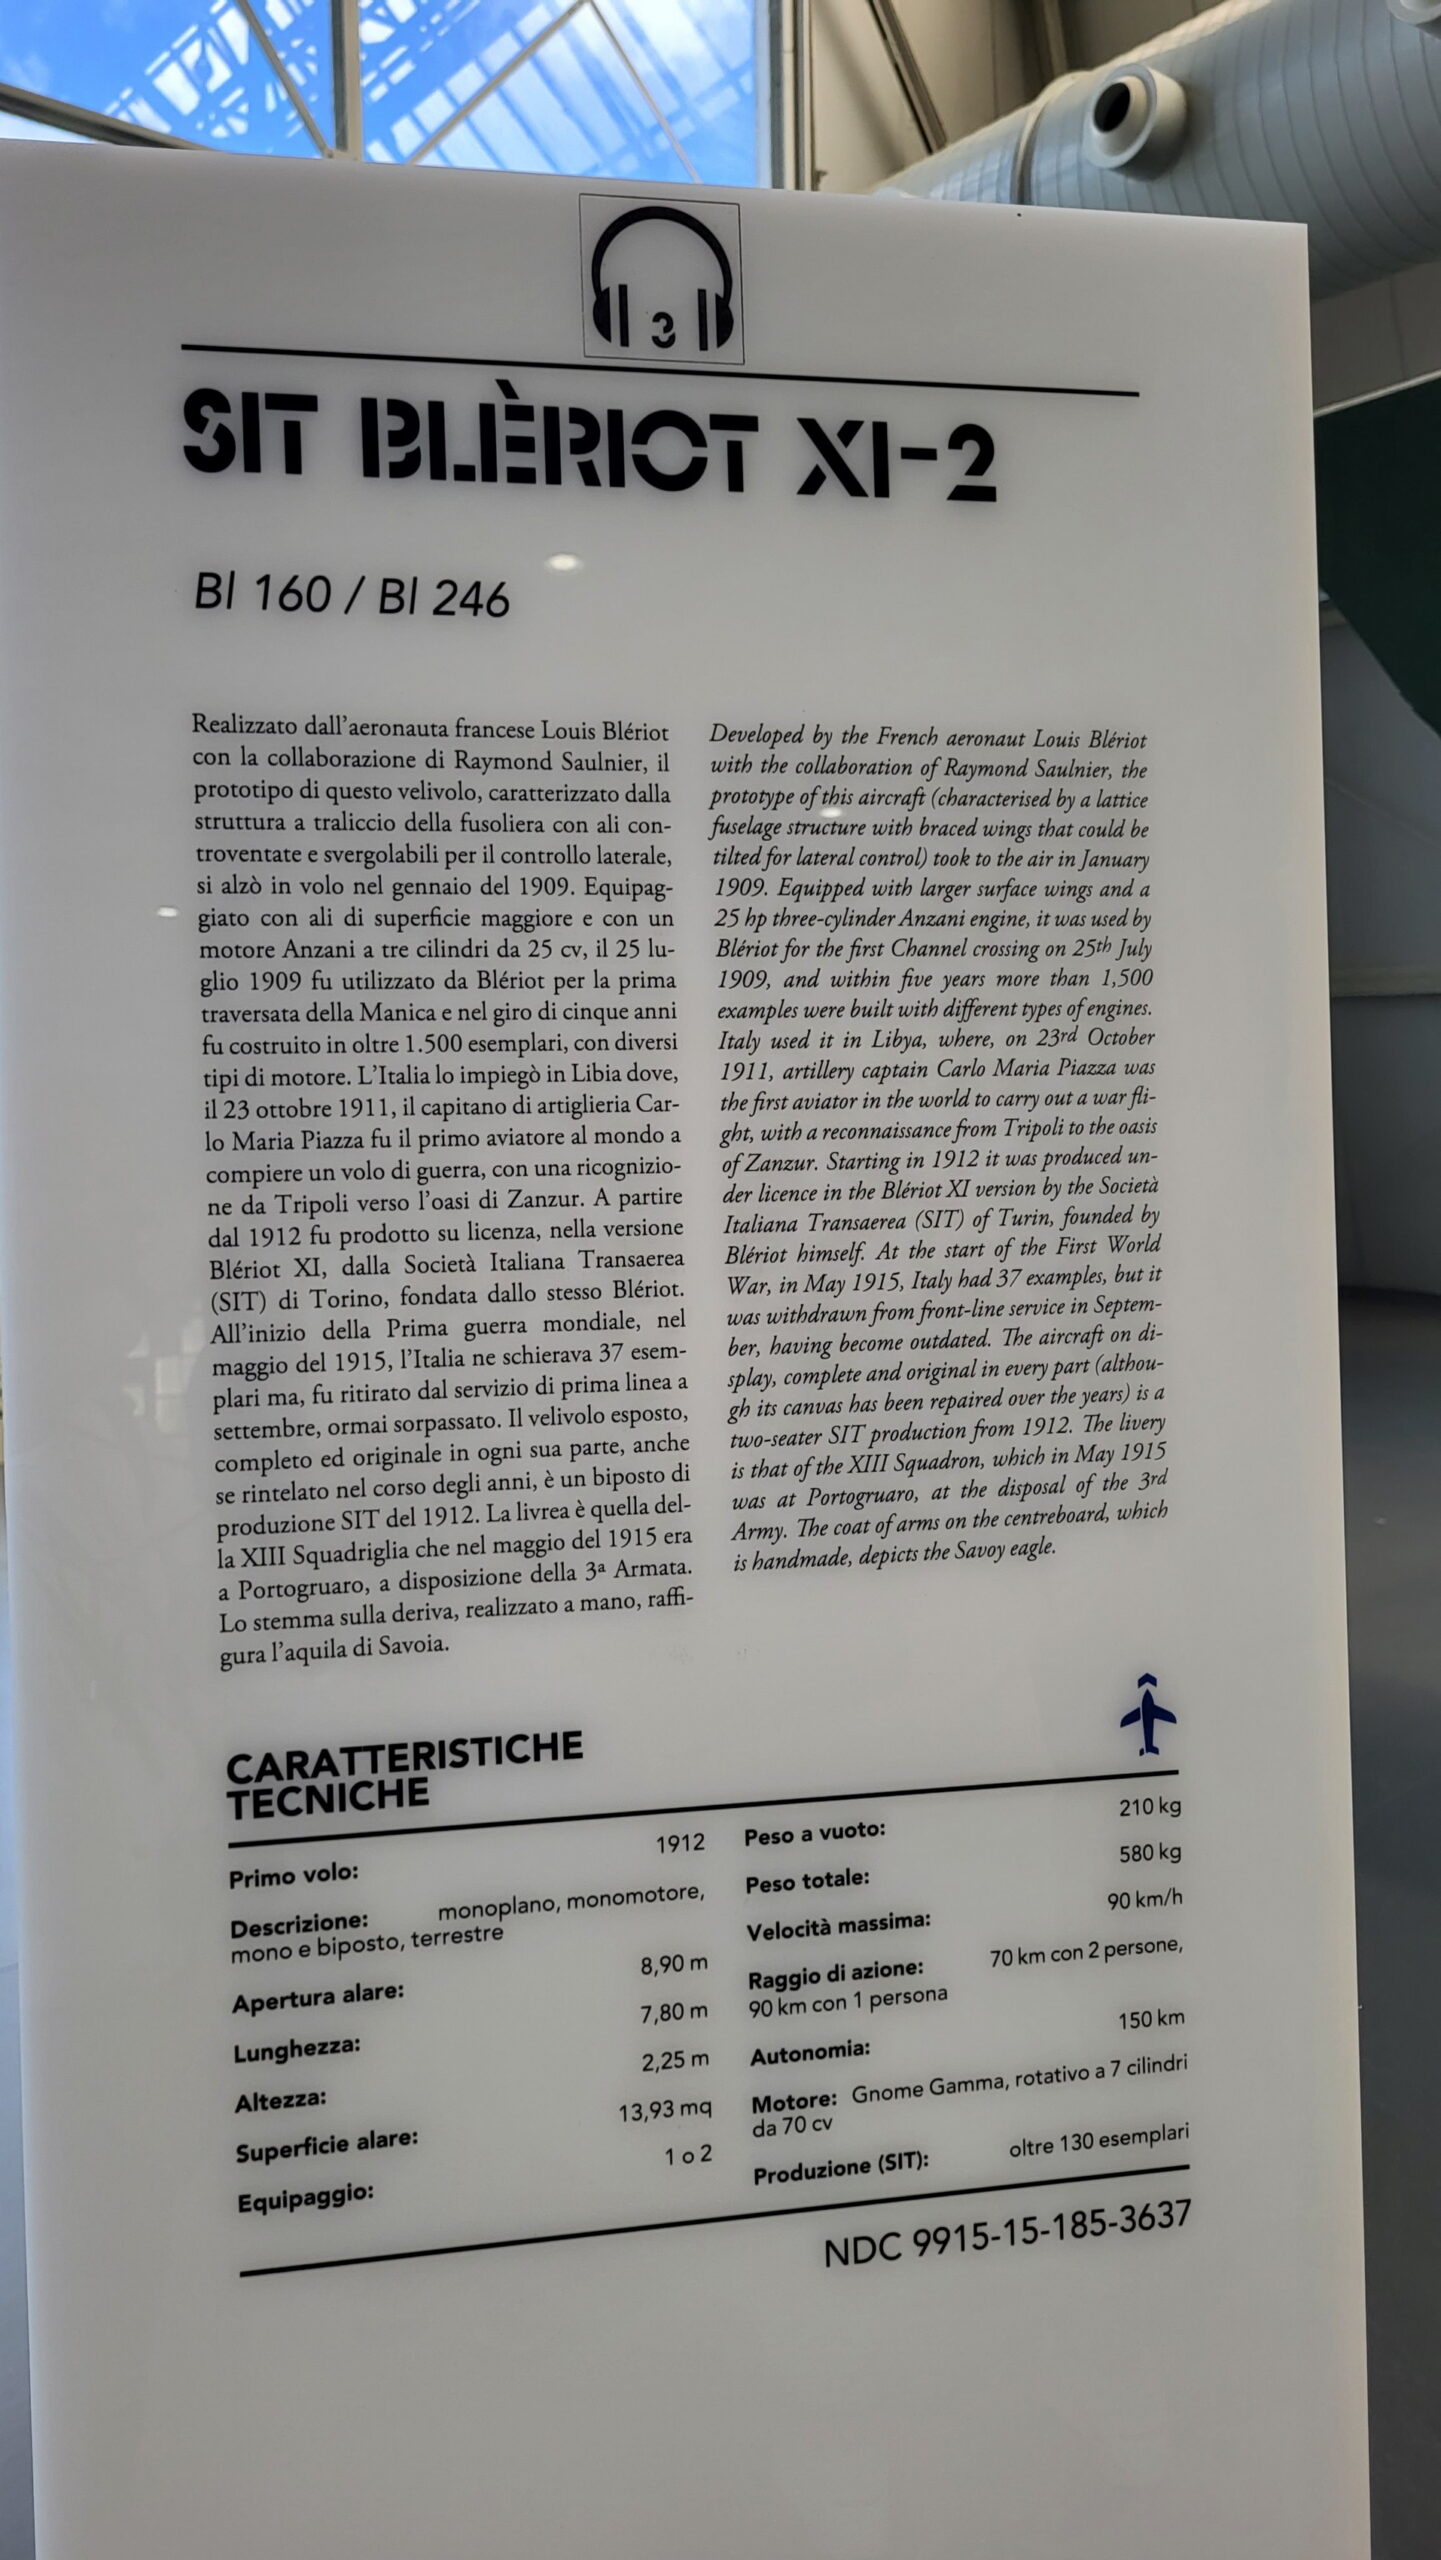 3
SIT BLÈRIOT XI-2
Bl 160 / Bl 246
Realizzato dall'aeronauta francese Louis Blériot
con la collaborazione di Raymond Saulnier, il
prototipo di questo velivolo, caratterizzato dalla
struttura a traliccio della fusoliera con ali con-
troventate e svergolabili per il controllo laterale,
si alzò in volo nel gennaio del 1909. Equipag-
giato con ali di superficie maggiore e con un
motore Anzani a tre cilindri da 25 cv, il 25 lu-
glio 1909 fu utilizzato da Blériot per la prima
traversata della Manica e nel giro di cinque anni
fu costruito in oltre 1.500 esemplari, con diversi
tipi di motore. L'Italia lo impiegò in Libia dove,
il 23 ottobre 1911, il capitano di artiglieria Car-
lo Maria Piazza fu il primo aviatore al mondo a
compiere un volo di guerra, con una ricognizio-
ne da Tripoli verso l'oasi di Zanzur. A partire
dal 1912 fu prodotto su licenza, nella versione
Blériot XI, dalla Società Italiana Transaerea
(SIT) di Torino, fondata dallo stesso Blériot.
All'inizio della Prima guerra mondiale, nel
maggio del 1915, l'Italia ne schierava 37 esem-
plari ma, fu ritirato dal servizio di prima linea a
settembre, ormai sorpassato. Il velivolo esposto,
completo ed originale in ogni sua parte, anche
se rintelato nel corso degli anni, è un biposto di
produzione SIT del 1912. La livrea è quella del-
la XIII Squadriglia che nel maggio del 1915 era
a Portogruaro, a disposizione della 3ª Armata.
Lo stemma sulla deriva, realizzato a mano, raffi-
gura l'aquila di Savoia.
Developed by the French aeronaut Louis Blériot
with the collaboration of Raymond Saulnier, the
prototype of this aircraft (characterised by a lattice
fuselage structure with braced wings that could be
tilted for lateral control) took to the air in January
1909. Equipped with larger surface wings and a
25 hp three-cylinder Anzani engine, it was used by
Blériot for the first Channel crossing on 25th July
1909, and within five years more than 1,500
examples were built with different types of engines.
Italy used it in Libya, where, on 23rd October
1911, artillery captain Carlo Maria Piazza was
the first aviator in the world to carry out a war fli-
ght, with a reconnaissance from Tripoli to the oasis
of Zanzur. Starting in 1912 it was produced un-
der licence in the Blériot XI version by the Società
Italiana Transaerea (SIT) of Turin, founded by
Blériot himself. At the start of the First World
War, in May 1915, Italy had 37 examples, but it
was withdrawn from front-line service in Septem-
ber, having become outdated. The aircraft on di-
splay, complete and original in every part (althou-
gh its canvas has been repaired over the years) is a
two-seater SIT production from 1912. The livery
is that of the XIII Squadron, which in May 1915
was at Portogruaro, at the disposal of the 3rd
Army. The coat of arms on the centreboard, which
is handmade, depicts the Savoy eagle.
CARATTERISTICHE
TECNICHE
Primo volo: 1912
Descrizione: monoplano, monomotore,
mono e biposto, terrestre
Apertura alare: 8,90 m
Lunghezza: 7,80 m
Altezza: 2,25 m
Superficie alare: 13,93 mq
Equipaggio: 1 o 2
Peso a vuoto: 210 kg
Peso totale: 580 kg
Velocità massima: 90 km/h
Raggio di azione: 70 km con 2 persone,
90 km con 1 persona
Autonomia: 150 km
Motore: Gnome Gamma, rotativo a 7 cilindri
da 70 cv
Produzione (SIT): oltre 130 esemplari
NDC 9915-15-185-3637